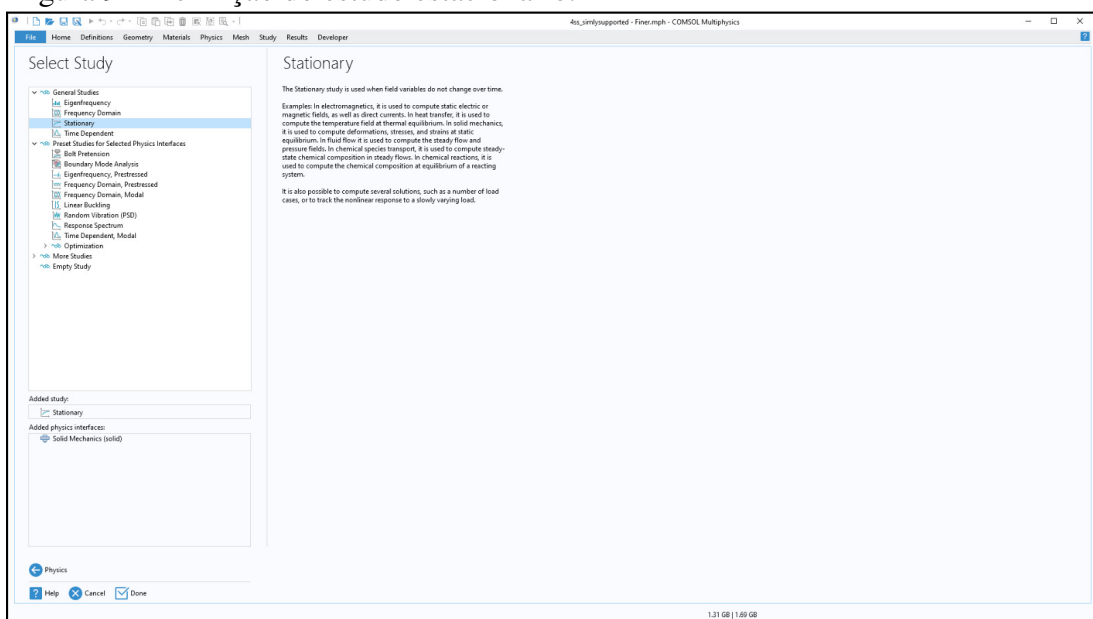 4ss_simlysupported - Finer.mph - COMSOL Multiphysics
File Home Definitions Geometry Materials Physics Mesh Study Results Developer
Select Study
General Studies
Eigenfrequency
Frequency Domain
Stationary
Time Dependent
Preset Studies for Selected Physics Interfaces
Bolt Pretension
Boundary Mode Analysis
Eigenfrequency, Prestressed
Frequency Domain, Prestressed
Frequency Domain, Modal
Linear Buckling
Random Vibration (PSD)
Response Spectrum
Time Dependent, Modal
Optimization
More Studies
Empty Study
Added study:
Stationary
Added physics interfaces:
Solid Mechanics (solid)
Physics
Help Cancel Done
Stationary
The Stationary study is used when field variables do not change over time.
Examples: In electromagnetics, it is used to compute static electric or
magnetic fields, as well as direct currents. In heat transfer, it is used to
compute the temperature field at thermal equilibrium. In solid mechanics,
it is used to compute deformations, stresses, and strains at static
equilibrium. In fluid flow it is used to compute the steady flow and
pressure fields. In chemical species transport, it is used to compute steady-
state chemical composition in steady flows. In chemical reactions, it is
used to compute the chemical composition at equilibrium of a reacting
system.
It is also possible to compute several solutions, such as a number of load
cases, or to track the nonlinear response to a slowly varying load.
1.31 GB | 1.69 GB